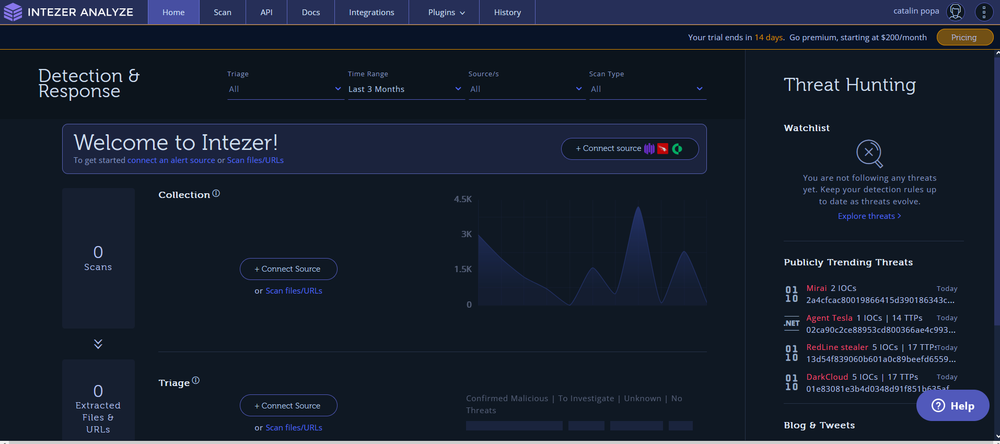 INTEZER ANALYZE
Home
Scan
API
Docs
Integrations
Plugins
History
catalin popa
Your trial ends in 14 days. Go premium, starting at $200/month
Pricing
Detection &
Response
Triage
All
Time Range
Last 3 Months
Source/s
All
Scan Type
All
Welcome to Intezer!
To get started connect an alert source or Scan files/URLs
+ Connect source
0
Scans
Collection
+ Connect Source
or Scan files/URLs
4.5K
3K
1.5K
0
0
Extracted
Files &
URLs
Triage
+ Connect Source
or Scan files/URLs
Confirmed Malicious | To Investigate | Unknown | No
Threats
Threat Hunting
Watchlist
You are not following any threats
yet. Keep your detection rules up
to date as threats evolve.
Explore threats >
Publicly Trending Threats
01
10
Mirai 2 IOCs Today
2a4cfcac80019866415d390186343c...
.NET
Agent Tesla 1 IOCs | 14 TTPs Today
02ca90c2ce88953cd800366ae4c993...
01
10
RedLine stealer 5 IOCs | 17 TTPs Today
13d54f839060b601a0c89beefd6559...
01
10
DarkCloud 5 IOCs | 17 TTPs Today
01e83081e3b4d0348d91f851b635af
Help
Blog & Tweets